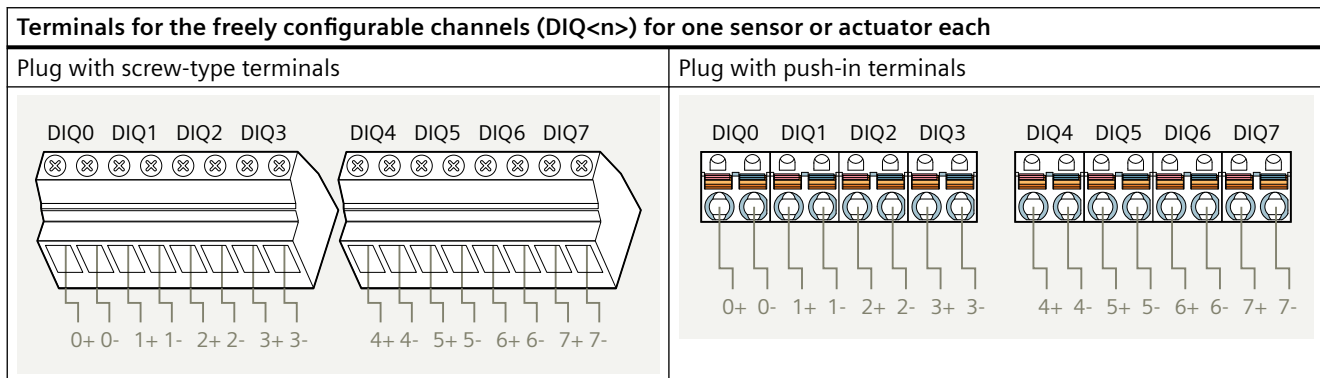 Terminals for the freely configurable channels (DIQ<n>) for one sensor or actuator each
Plug with screw-type terminals
Plug with push-in terminals
DIQ0 DIQ1 DIQ2 DIQ3 DIQ4 DIQ5 DIQ6 DIQ7
0+ 0- 1+ 1- 2+ 2- 3+ 3- 4+ 4- 5+ 5- 6+ 6- 7+ 7-
DIQ0 DIQ1 DIQ2 DIQ3 DIQ4 DIQ5 DIQ6 DIQ7
0+ 0- 1+ 1- 2+ 2- 3+ 3- 4+ 4- 5+ 5- 6+ 6- 7+ 7-